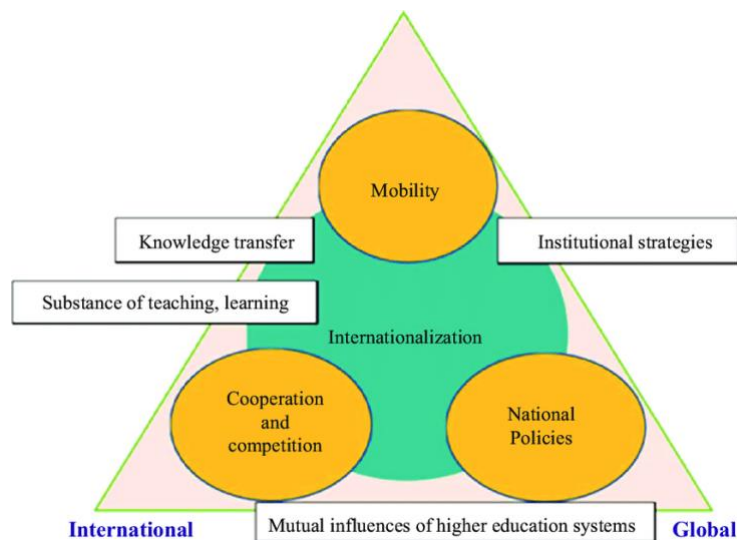 Mobility
Knowledge transfer
Institutional strategies
Substance of teaching, learning
Internationalization
Cooperation
and
competition
National
Policies
International
Mutual influences of higher education systems
Global